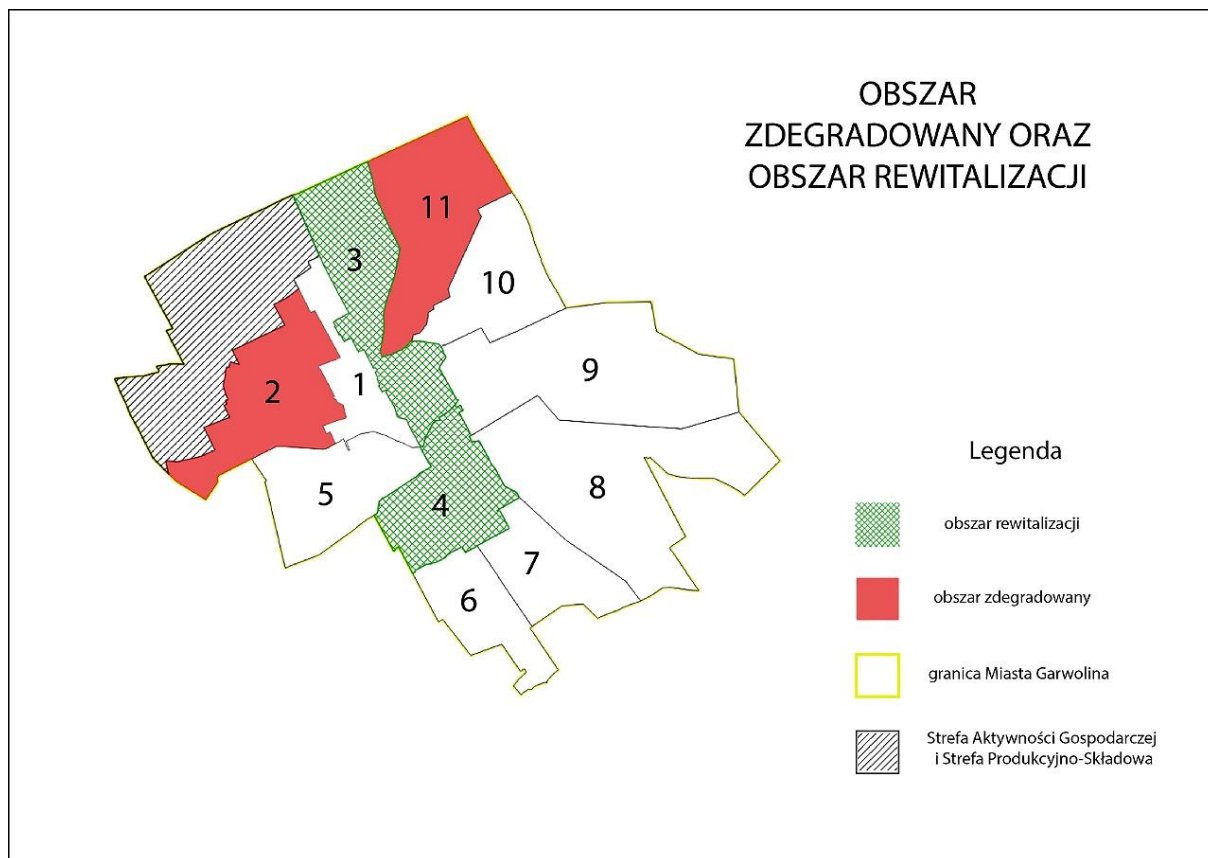 OBSZAR
ZDEGRADOWANY ORAZ
OBSZAR REWITALIZACJI
11
3
10
1
2
9
5
4
8
7
6
Legenda
obszar rewitalizacji
obszar zdegradowany
granica Miasta Garwolina
Strefa Aktywności Gospodarczej
i Strefa Produkcyjno-Składowa